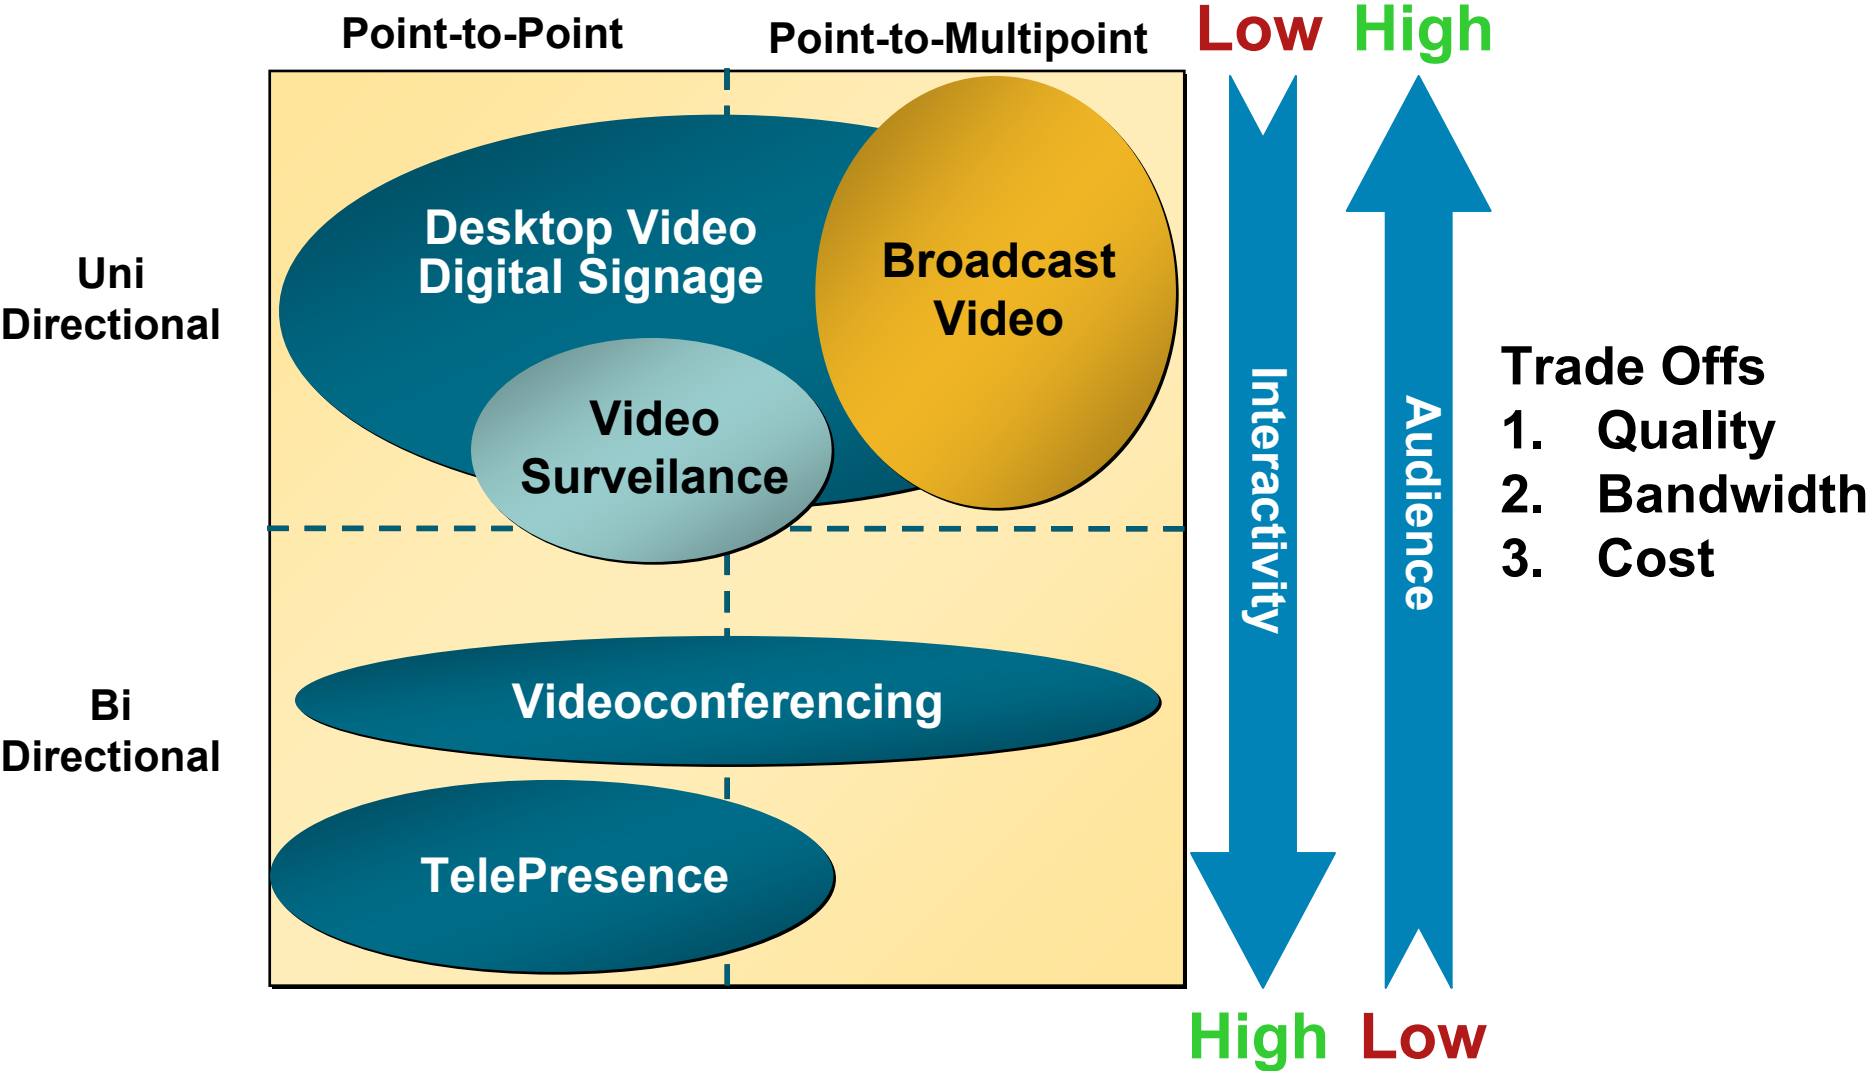 Point-to-Point
Point-to-Multipoint
Low
High
Uni
Directional
Desktop Video
Digital Signage
Broadcast
Video
Video
Surveilance
Interactivity
Audience
Trade Offs
1. Quality
2. Bandwidth
3. Cost
Bi
Directional
Videoconferencing
TelePresence
High
Low